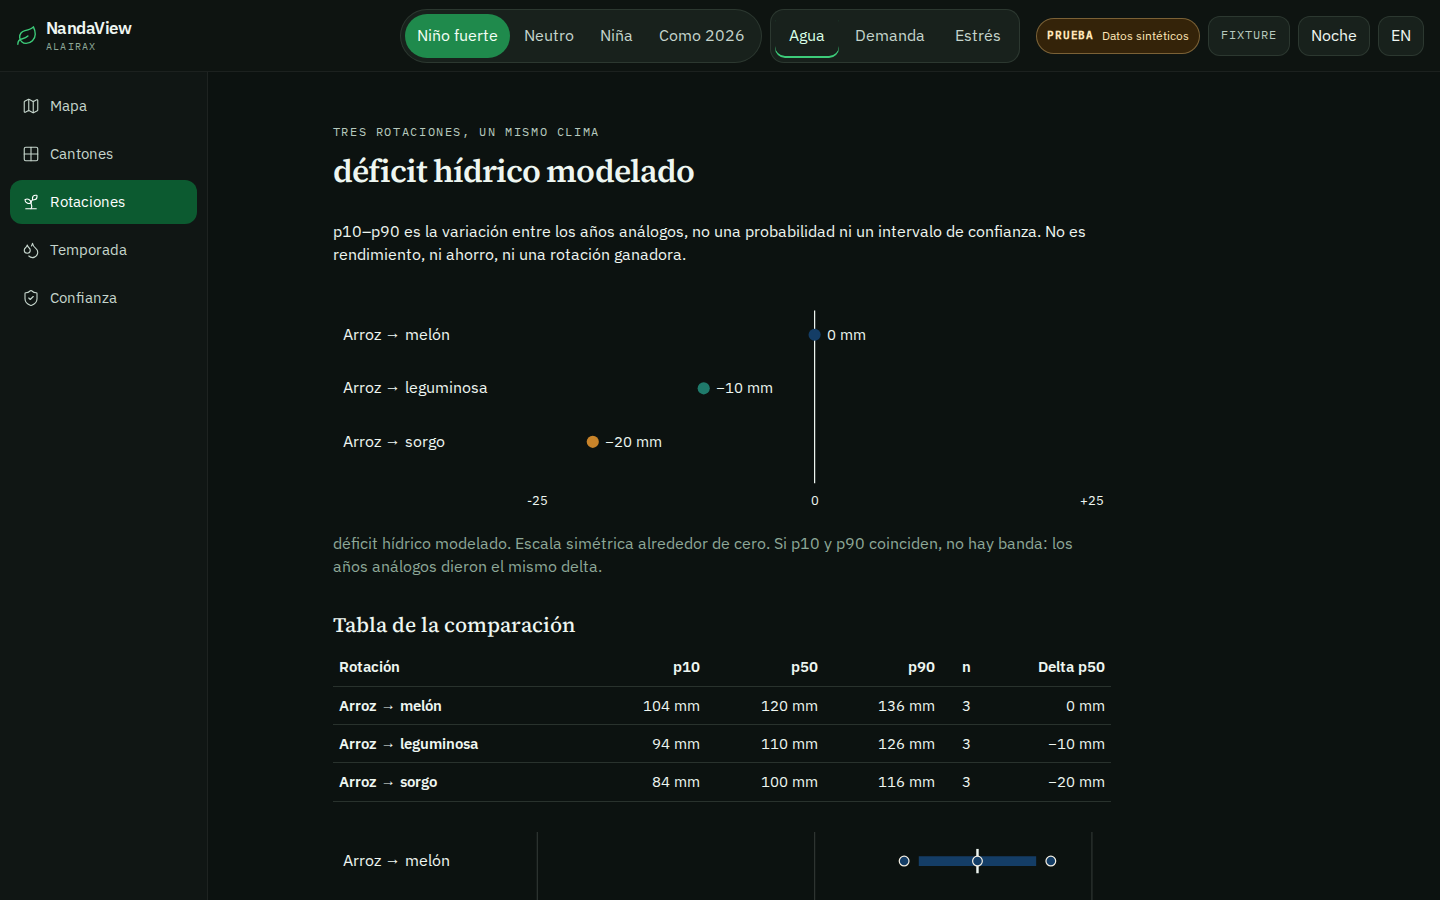 NandaView
ALAIRAX
Niño fuerte Neutro Niña Como 2026
Agua Demanda Estrés
PRUEBA Datos sintéticos
FIXTURE
Noche
EN
Mapa
Cantones
Rotaciones
Temporada
Confianza
TRES ROTACIONES, UN MISMO CLIMA
déficit hídrico modelado
p10–p90 es la variación entre los años análogos, no una probabilidad ni un intervalo de confianza. No es
rendimiento, ni ahorro, ni una rotación ganadora.
Arroz → melón 0 mm
Arroz → leguminosa −10 mm
Arroz → sorgo −20 mm
-25 0 +25
déficit hídrico modelado. Escala simétrica alrededor de cero. Si p10 y p90 coinciden, no hay banda: los
años análogos dieron el mismo delta.
Tabla de la comparación
Rotación p10 p50 p90 n Delta p50
Arroz → melón 104 mm 120 mm 136 mm 3 0 mm
Arroz → leguminosa 94 mm 110 mm 126 mm 3 −10 mm
Arroz → sorgo 84 mm 100 mm 116 mm 3 −20 mm
Arroz → melón